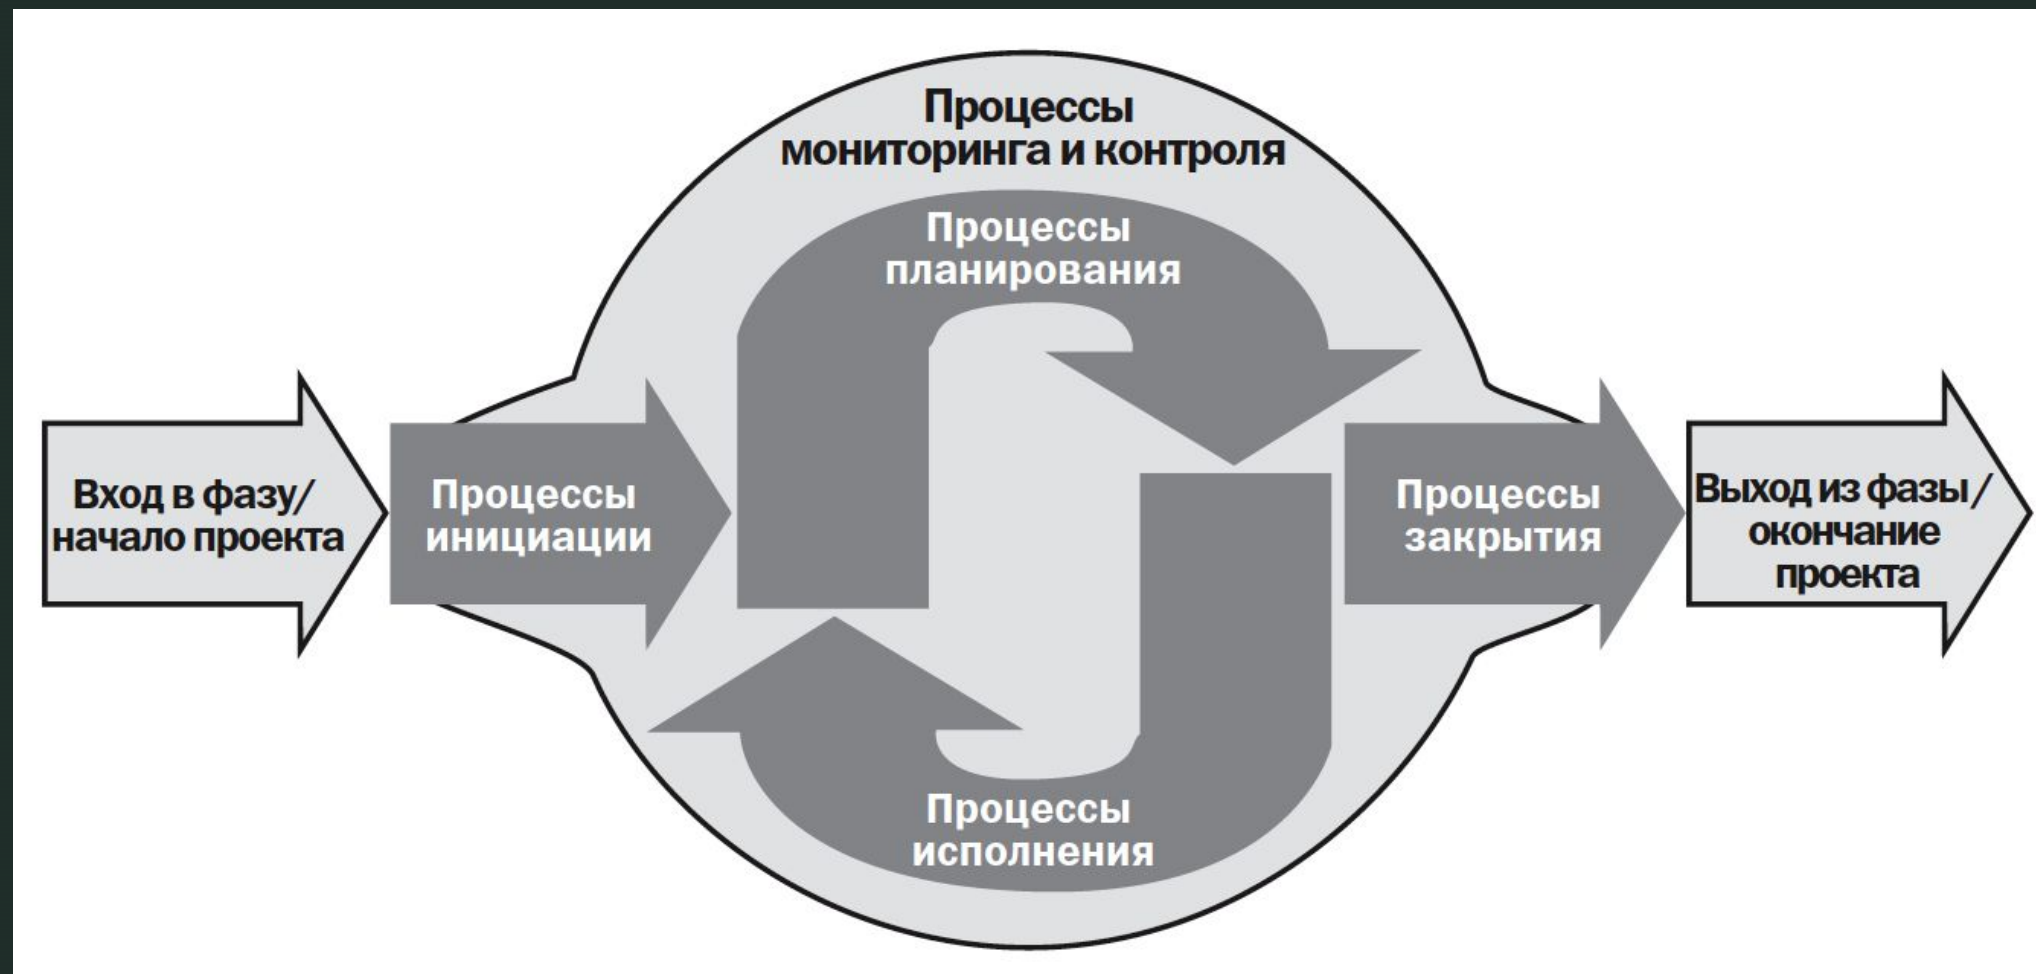 Процессы
мониторинга и контроля
Процессы
планирования
Вход в фазу/
начало проекта
Процессы
инициации
Процессы
закрытия
Выход из фазы/
окончание
проекта
Процессы
исполнения